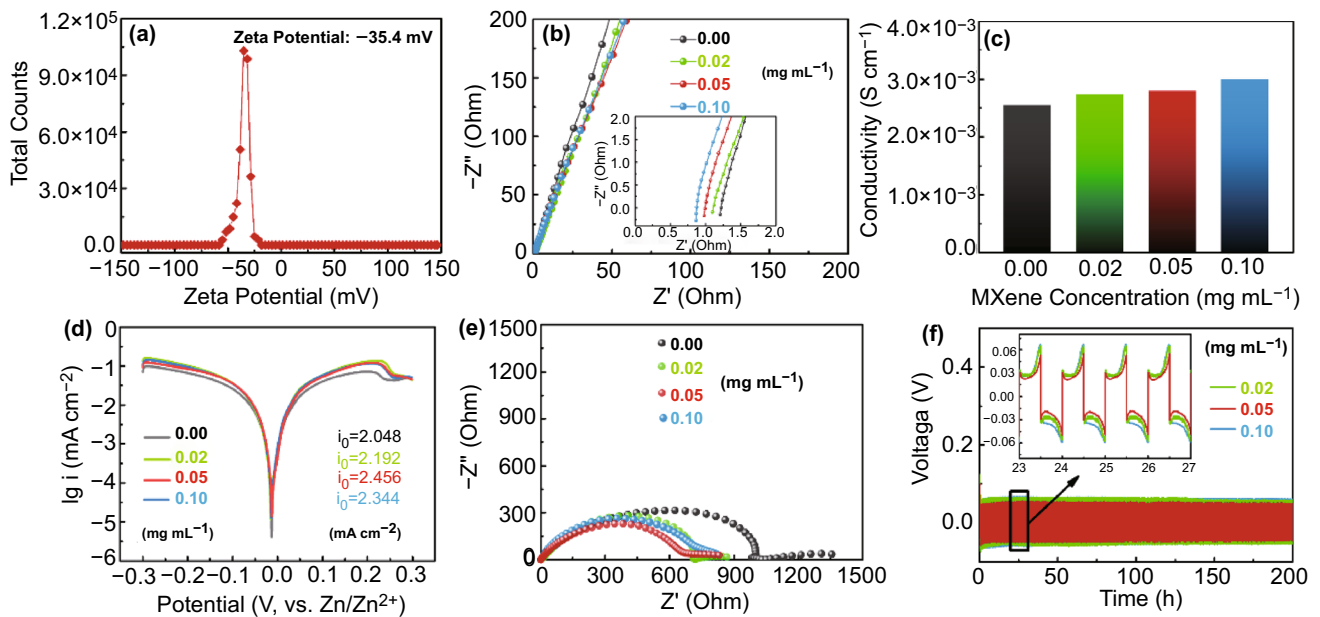 (a)
Zeta Potential: −35.4 mV
1.2×10⁵
9.0×10⁴
6.0×10⁴
3.0×10⁴
0.0
Total Counts
−150 −100 −50 0 50 100 150
Zeta Potential (mV)
(b)
0.00
0.02
0.05
0.10
(mg mL⁻¹)
200
150
100
50
0
−Z" (Ohm)
2.0
1.5
1.0
0.5
0.0
−Z" (Ohm)
0.0 0.5 1.0 1.5 2.0
Z' (Ohm)
0 50 100 150 200
Z' (Ohm)
(c)
4.0×10⁻³
3.0×10⁻³
2.0×10⁻³
1.0×10⁻³
0.0
Conductivity (S cm⁻¹)
0.00 0.02 0.05 0.10
MXene Concentration (mg mL⁻¹)
(d)
0
−1
−2
−3
−4
−5
−6
lg i (mA cm⁻²)
0.00 i₀=2.048
0.02 i₀=2.192
0.05 i₀=2.456
0.10 i₀=2.344
(mg mL⁻¹) (mA cm⁻²)
−0.3 −0.2 −0.1 0.0 0.1 0.2 0.3
Potential (V, vs. Zn/Zn²⁺)
(e)
0.00
0.02
0.05
0.10
(mg mL⁻¹)
1500
1200
900
600
300
0
−Z" (Ohm)
0 300 600 900 1200 1500
Z' (Ohm)
(f)
(mg mL⁻¹)
0.02
0.05
0.10
0.4
0.2
0.0
Voltaga (V)
0.06
0.03
0.00
−0.03
−0.06
23 24 25 26 27
0 50 100 150 200
Time (h)